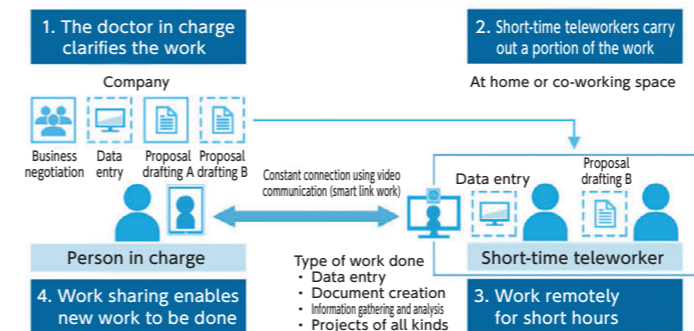 1. The doctor in charge
clarifies the work
2. Short-time teleworkers carry
out a portion of the work
Company
At home or co-working space
Business
negotiation
Data
entry
Proposal
drafting A
Proposal
drafting B
Constant connection using video
communication (smart link work)
Data entry
Proposal
drafting B
Person in charge
Type of work done
・ Data entry
・ Document creation
・ Information gathering and analysis
・ Projects of all kinds
Short-time teleworker
4. Work sharing enables
new work to be done
3. Work remotely
for short hours